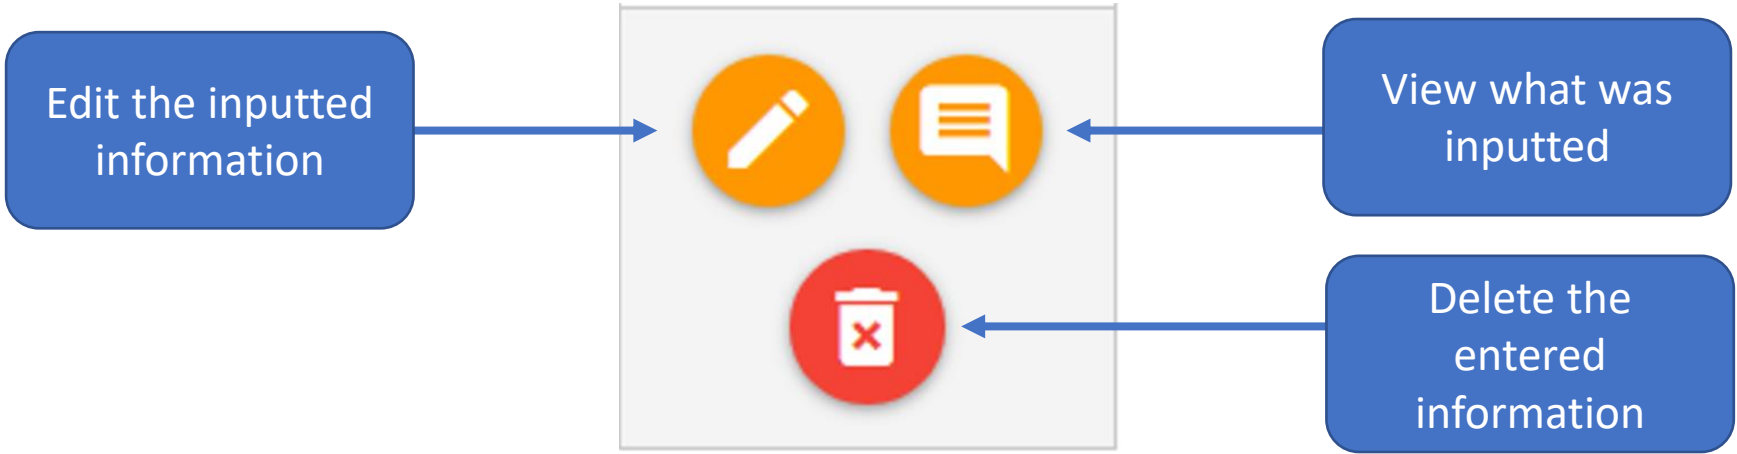 Edit the inputted
information
View what was
inputted
Delete the
entered
information